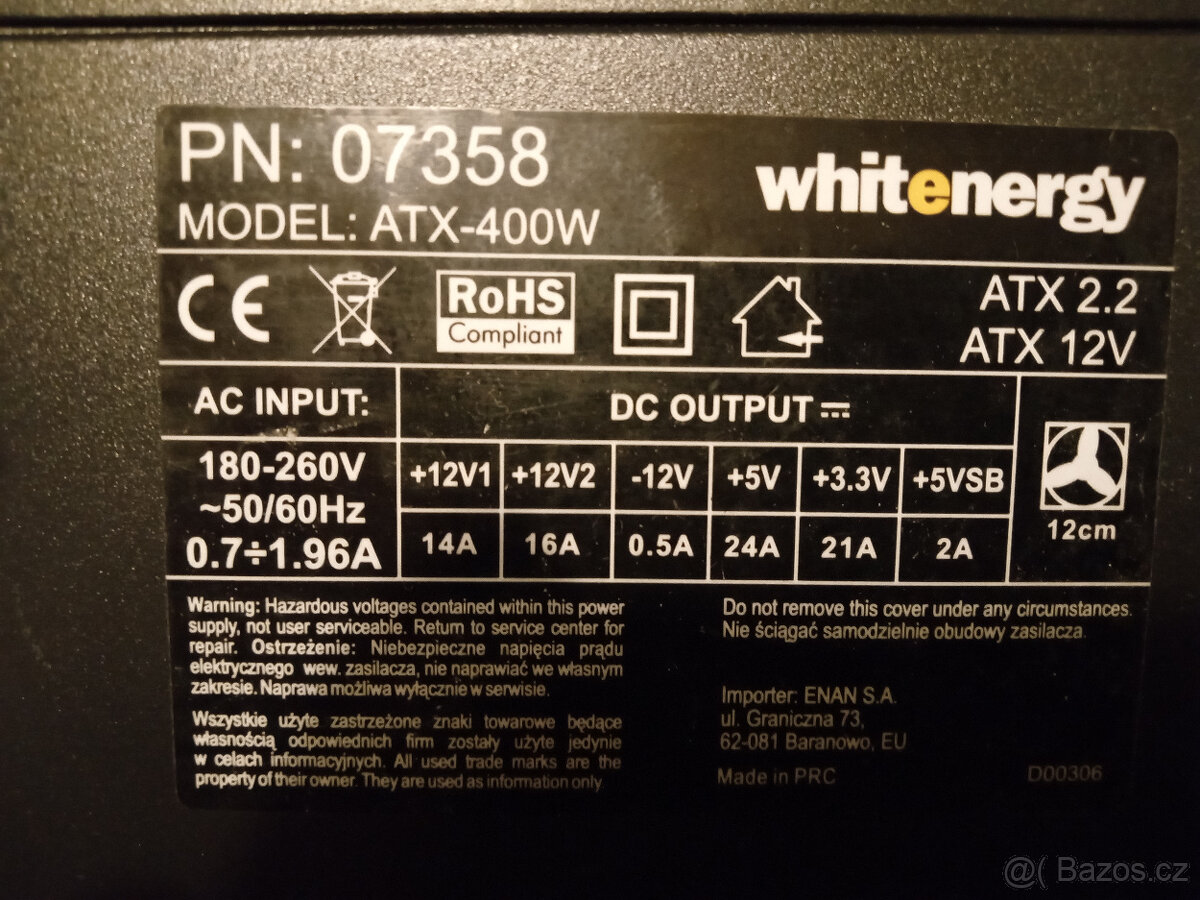 PN: 07358
MODEL: ATX-400W
whitenergy
CE
RoHS
Compliant
ATX 2.2
ATX 12V
AC INPUT:
180-260V
~50/60Hz
0.7÷1.96A
DC OUTPUT
+12V1 +12V2 -12V +5V +3.3V +5VSB
14A 16A 0.5A 24A 21A 2A
12cm
Warning: Hazardous voltages contained within this power
supply, not user serviceable. Return to service center for
repair. Ostrzeżenie: Niebezpieczne napięcia prądu
elektrycznego wew. zasilacza, nie naprawiać we własnym
zakresie. Naprawa możliwa wyłącznie w serwisie.
Wszystkie użyte zastrzeżone znaki towarowe będące
własnością odpowiednich firm zostały użyte jedynie
w celach informacyjnych. All used trade marks are the
property of their owner. They are used as information only.
Do not remove this cover under any circumstances.
Nie ściągać samodzielnie obudowy zasilacza.
Importer: ENAN S.A.
ul. Graniczna 73,
62-081 Baranowo, EU
Made in PRC
D00306
@( Bazos.cz